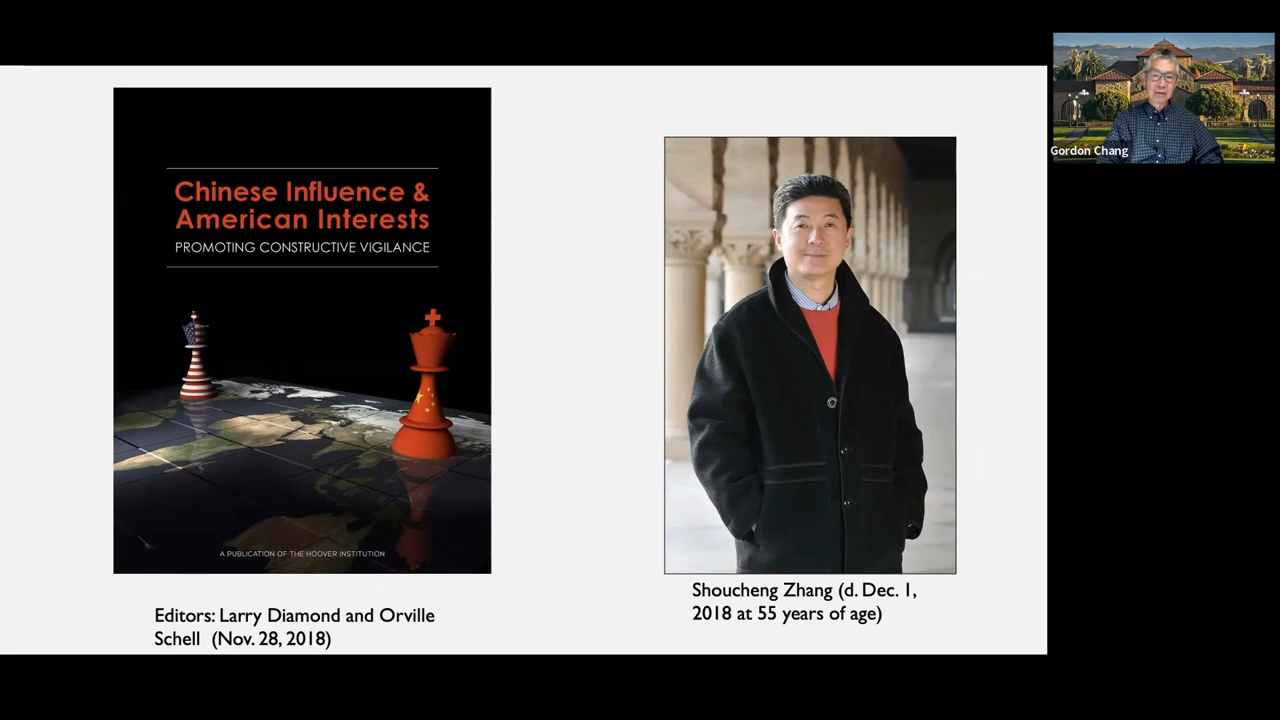 Chinese Influence &
American Interests
PROMOTING CONSTRUCTIVE VIGILANCE
A PUBLICATION OF THE HOOVER INSTITUTION
Editors: Larry Diamond and Orville
Schell (Nov. 28, 2018)
Shoucheng Zhang (d. Dec. 1,
2018 at 55 years of age)
Gordon Chang